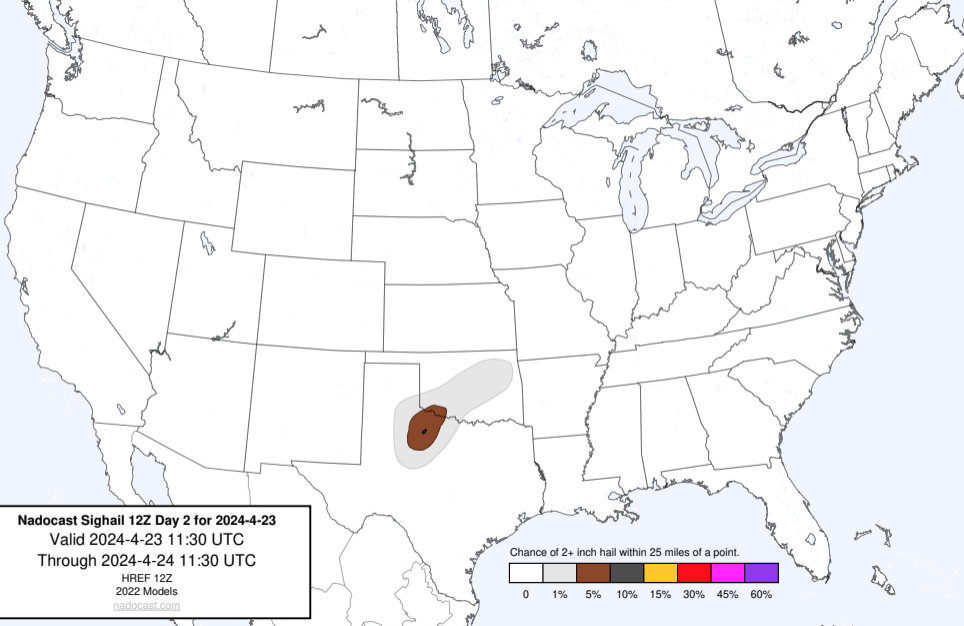 Nadocast Sighail 12Z Day 2 for 2024-4-23
Valid 2024-4-23 11:30 UTC
Through 2024-4-24 11:30 UTC
HREF 12Z
2022 Models
nadocast.com
Chance of 2+ inch hail within 25 miles of a point.
0 1% 5% 10% 15% 30% 45% 60%